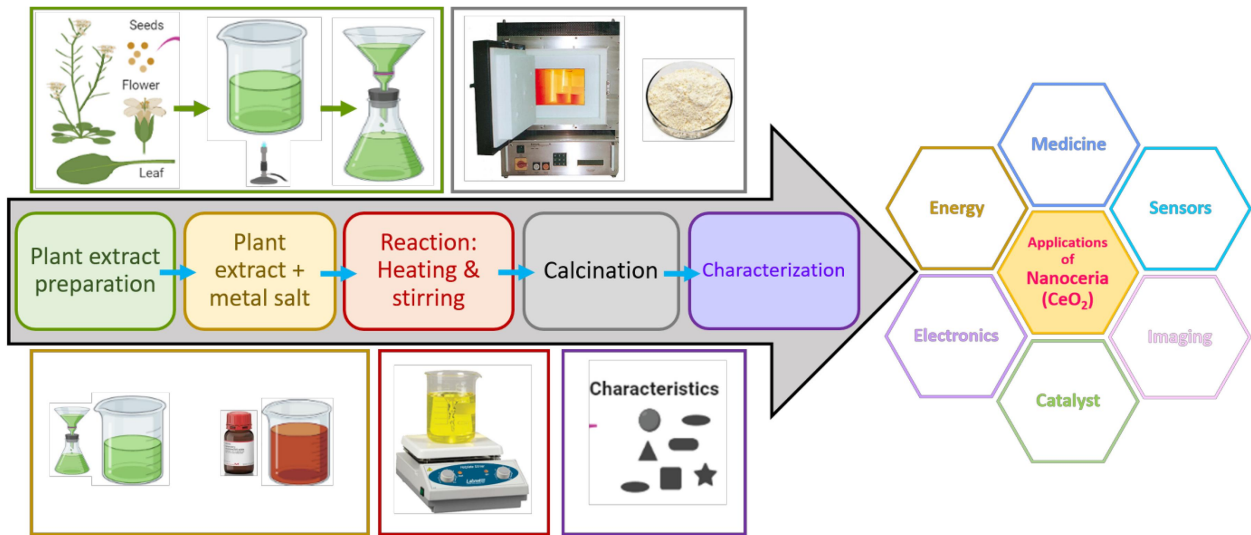 Seeds
Flower
Leaf
Plant extract
preparation
Plant
extract +
metal salt
Reaction:
Heating &
stirring
Calcination
Characterization
Characteristics
Labnet
Medicine
Energy
Sensors
Applications
of
Nanoceria
(CeO₂)
Electronics
Imaging
Catalyst